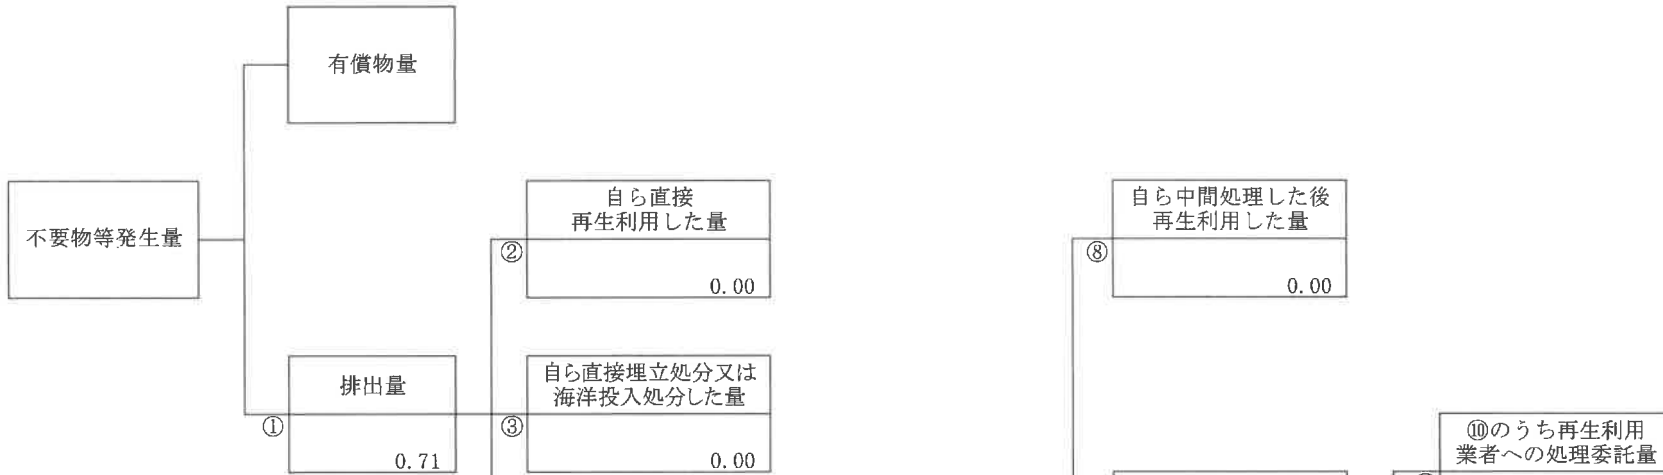 有償物量
不要物等発生量
自ら直接
再生利用した量
②
0.00
自ら中間処理した後
再生利用した量
⑧
0.00
排出量
①
0.71
自ら直接埋立処分又は
海洋投入処分した量
③
0.00
⑩のうち再生利用
業者への処理委託量